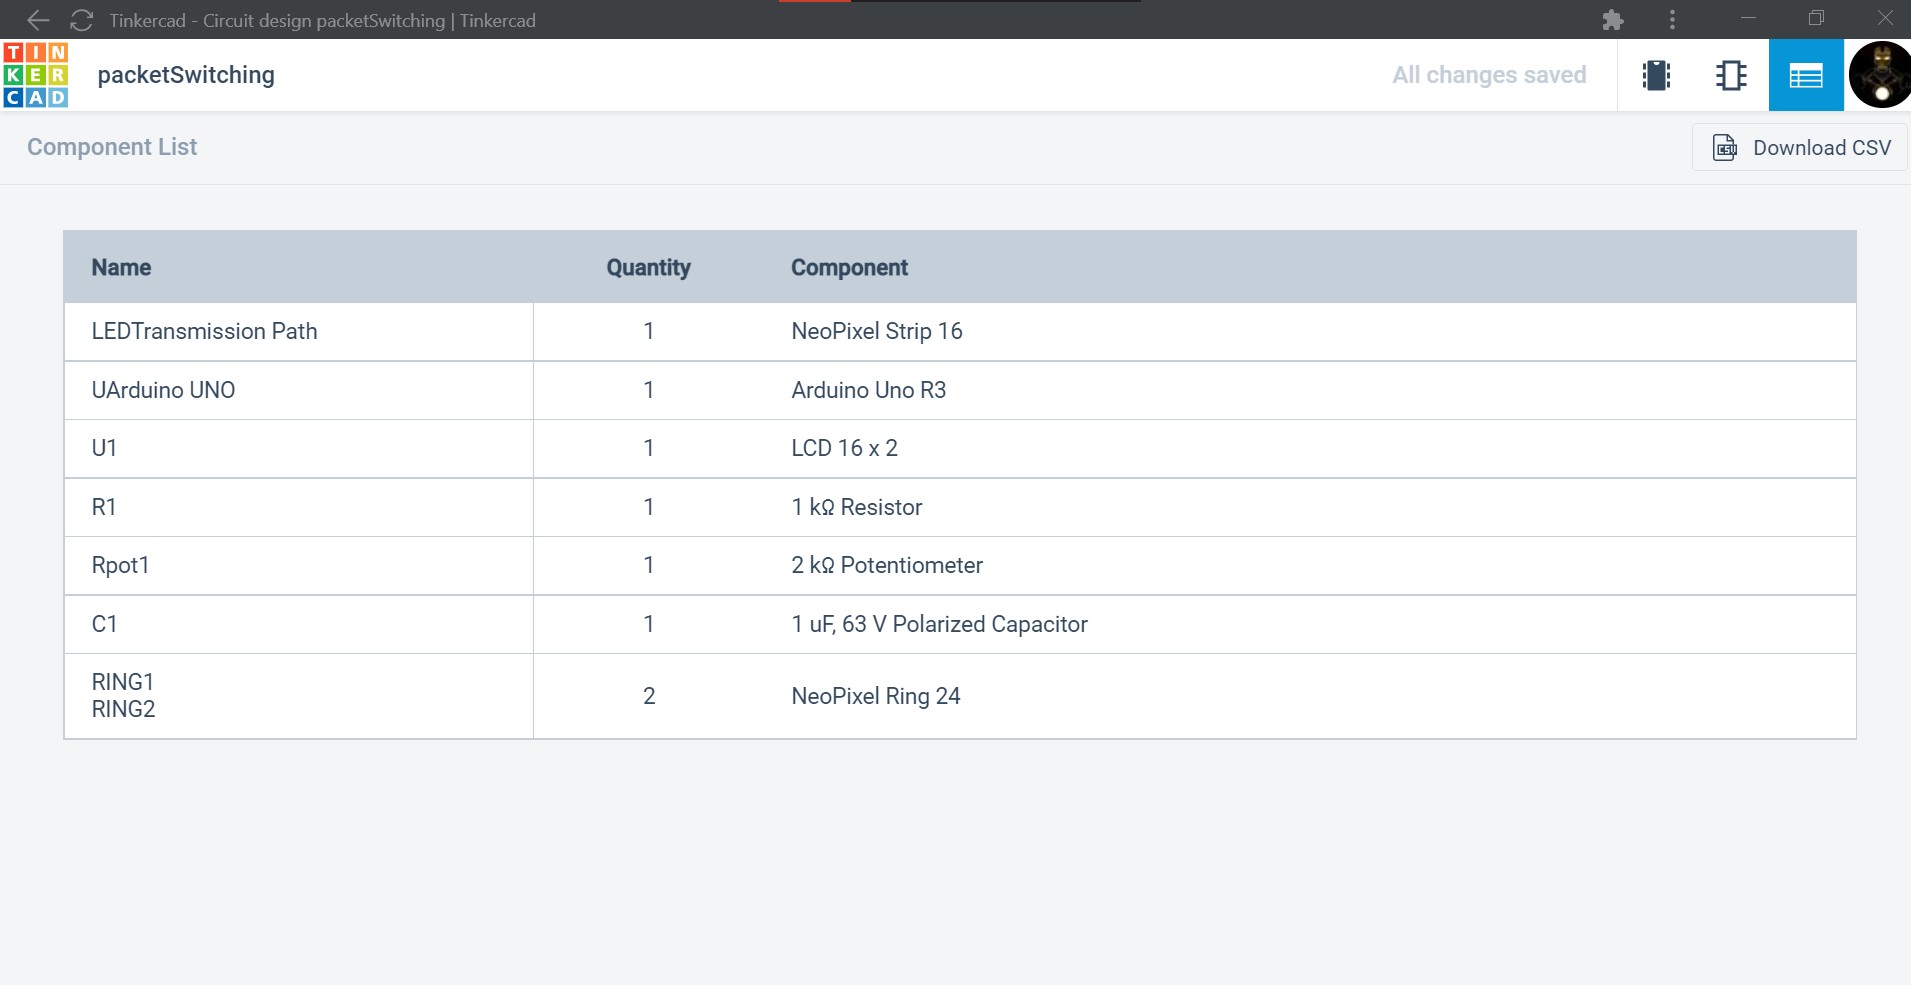 Tinkercad - Circuit design packetSwitching | Tinkercad
TIN
KER
CAD
packetSwitching
All changes saved
Component List
Download CSV
Name Quantity Component
LEDTransmission Path 1 NeoPixel Strip 16
UArduino UNO 1 Arduino Uno R3
U1 1 LCD 16 x 2
R1 1 1 kΩ Resistor
Rpot1 1 2 kΩ Potentiometer
C1 1 1 uF, 63 V Polarized Capacitor
RING1
RING2 2 NeoPixel Ring 24